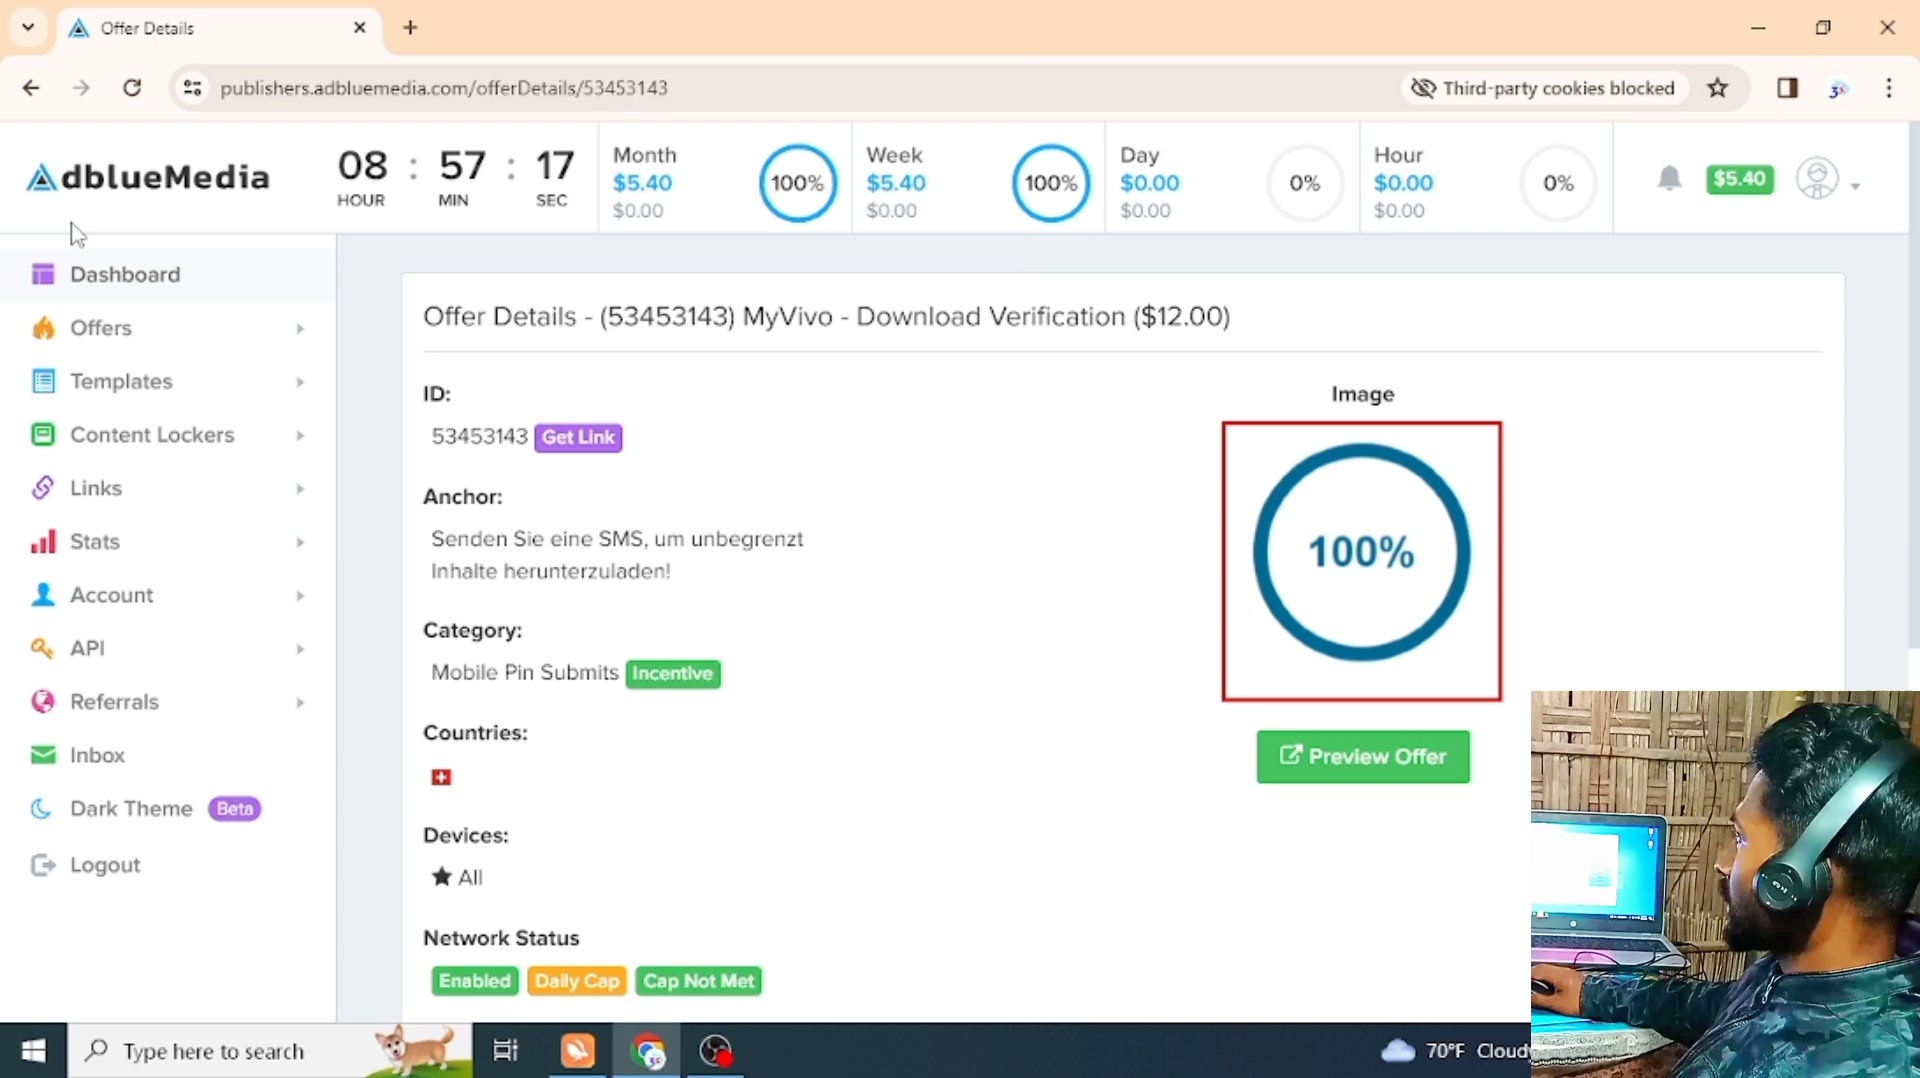 Offer Details
publishers.adbluemedia.com/offerDetails/53453143
Third-party cookies blocked
AdblueMedia
08 : 57 : 17
HOUR MIN SEC
Month
$5.40
$0.00
100%
Week
$5.40
$0.00
100%
Day
$0.00
$0.00
0%
Hour
$0.00
$0.00
0%
$5.40
Dashboard
Offers
Templates
Content Lockers
Links
Stats
Account
API
Referrals
Inbox
Dark Theme Beta
Logout
Offer Details - (53453143) MyVivo - Download Verification ($12.00)
ID:
53453143 Get Link
Anchor:
Senden Sie eine SMS, um unbegrenzt
Inhalte herunterzuladen!
Category:
Mobile Pin Submits Incentive
Countries:
Devices:
All
Network Status
Enabled Daily Cap Cap Not Met
Image
100%
Preview Offer
Type here to search
70°F